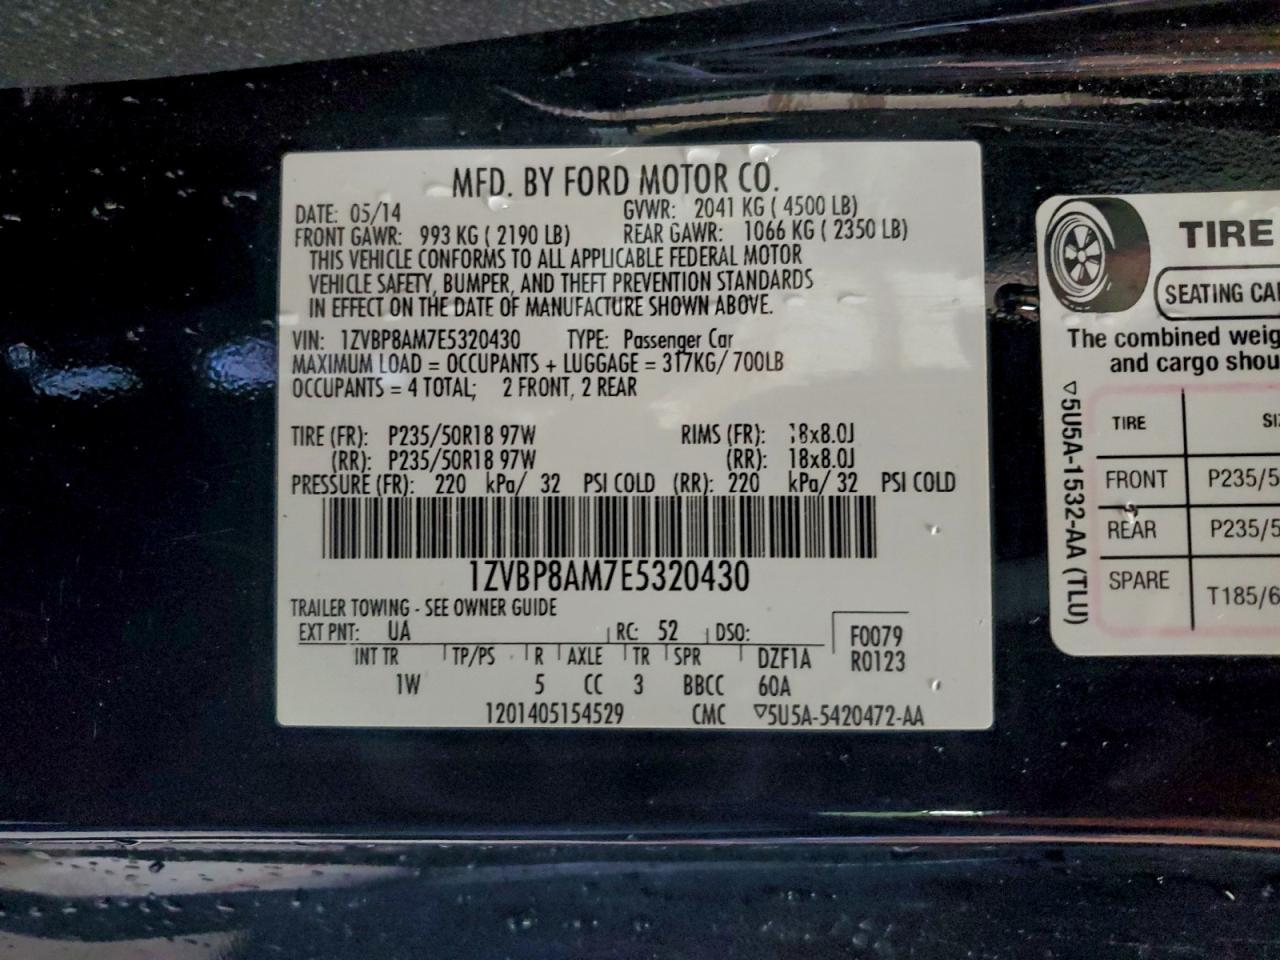 MFD. BY FORD MOTOR CO.
DATE: 05/14 GVWR: 2041 KG ( 4500 LB)
FRONT GAWR: 993 KG ( 2190 LB) REAR GAWR: 1066 KG ( 2350 LB)
THIS VEHICLE CONFORMS TO ALL APPLICABLE FEDERAL MOTOR
VEHICLE SAFETY, BUMPER, AND THEFT PREVENTION STANDARDS
IN EFFECT ON THE DATE OF MANUFACTURE SHOWN ABOVE.
VIN: 1ZVBP8AM7E5320430 TYPE: Passenger Car
MAXIMUM LOAD = OCCUPANTS + LUGGAGE = 317KG/ 700LB
OCCUPANTS = 4 TOTAL; 2 FRONT, 2 REAR
TIRE (FR): P235/50R18 97W RIMS (FR): 18x8.0J
(RR): P235/50R18 97W (RR): 18x8.0J
PRESSURE (FR): 220 kPa/ 32 PSI COLD (RR): 220 kPa/ 32 PSI COLD
1ZVBP8AM7E5320430
TRAILER TOWING - SEE OWNER GUIDE
EXT PNT: UA RC: 52 DSO: F0079
INT TR TP/PS R AXLE TR SPR DZF1A R0123
1W 5 CC 3 BBCC 60A
1201405154529 CMC ▽5U5A-5420472-AA
TIRE
SEATING CA
The combined weig
and cargo shou
▽5U5A-1532-AA (TLU)
TIRE SI
FRONT P235/5
REAR P235/5
SPARE T185/6